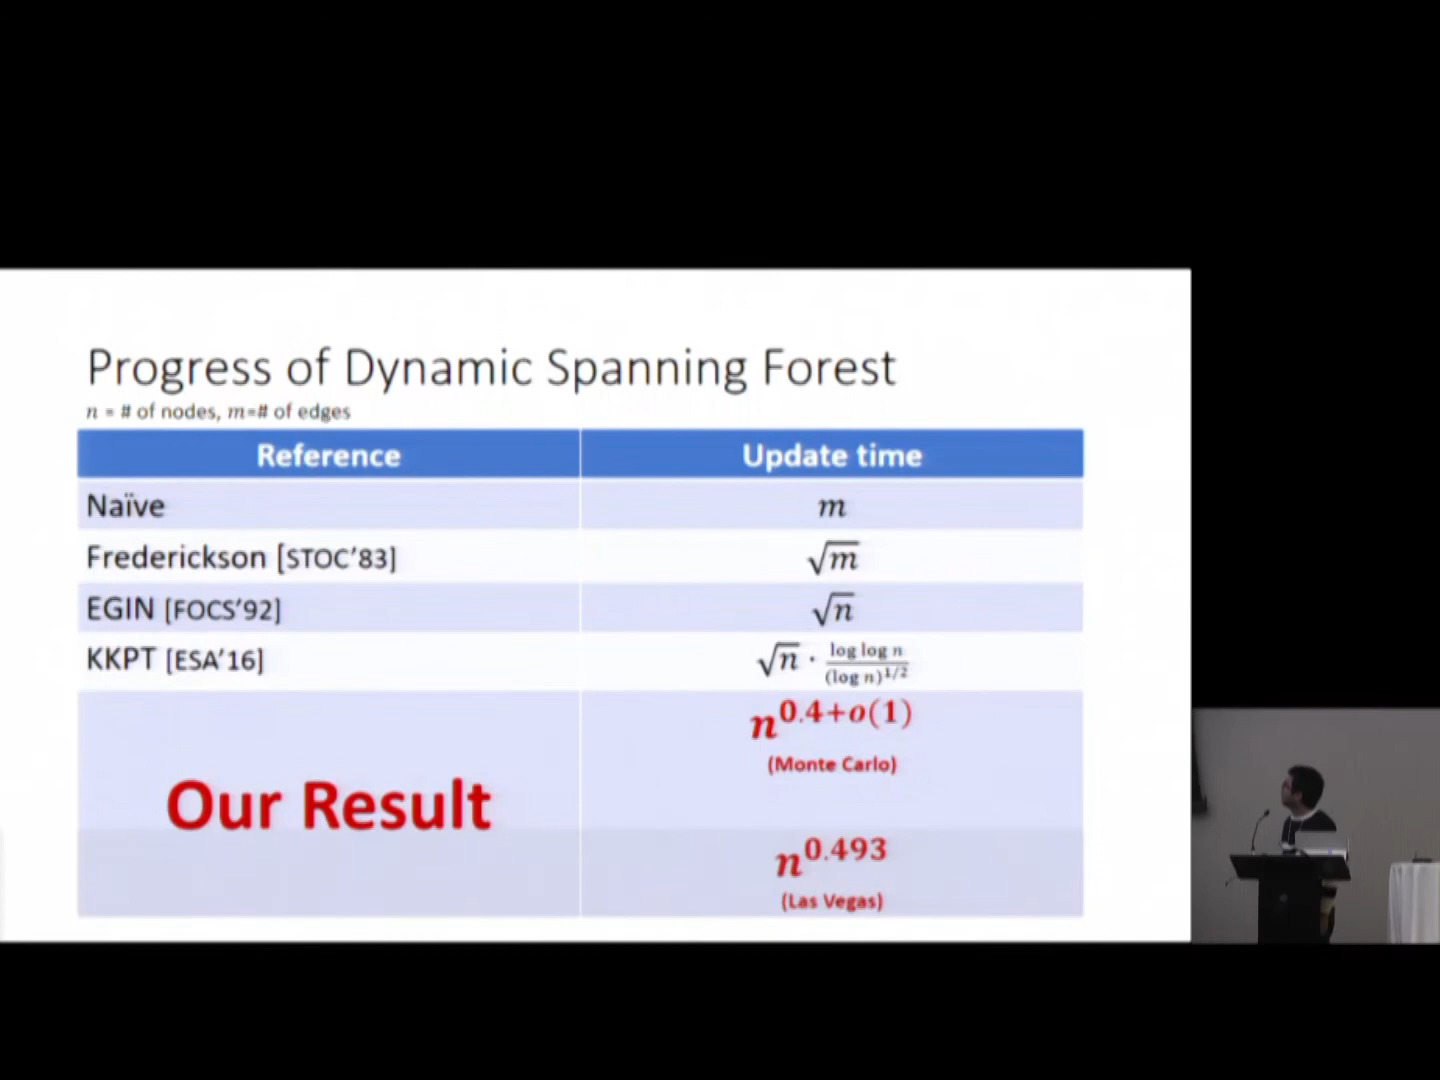 Progress of Dynamic Spanning Forest
n = # of nodes, m=# of edges
Reference Update time
Naïve m
Frederickson [STOC’83] √m
EGIN [FOCS’92] √n
KKPT [ESA’16] √n · log log n / (log n)^1/2
n^0.4+o(1)
(Monte Carlo)
Our Result
n^0.493
(Las Vegas)